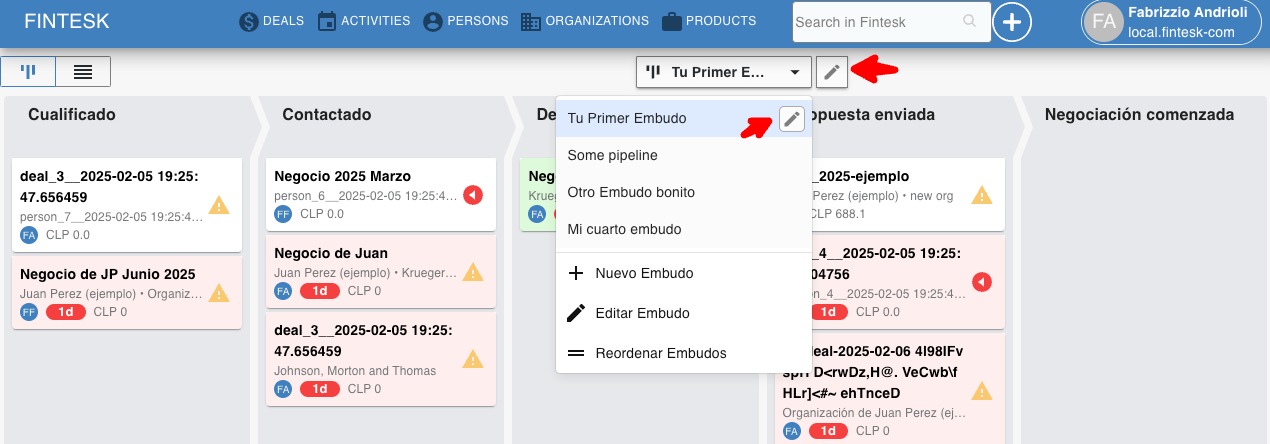 FINTESK
DEALS
ACTIVITIES
PERSONS
ORGANIZATIONS
PRODUCTS
Search in Fintesk
FA
Fabrizzio Andrioli
local.fintesk-com
Tu Primer E...
Cualificado
Contactado
De
opuesta enviada
Negociación comenzada
Tu Primer Embudo
Some pipeline
Otro Embudo bonito
Mi cuarto embudo
Nuevo Embudo
Editar Embudo
Reordenar Embudos
deal_3__2025-02-05 19:25:
47.656459
person_7__2025-02-05 19:25:4...
FA CLP 0.0
Negocio de JP Junio 2025
Juan Perez (ejemplo) • Organiz...
FF 1d CLP 0
Negocio 2025 Marzo
person_6__2025-02-05 19:25:4...
FF CLP 0.0
Negocio de Juan
Juan Perez (ejemplo) • Krueger...
FA 1d CLP 0
deal_3__2025-02-05 19:25:
47.656459
Johnson, Morton and Thomas
FA 1d CLP 0
Neg
Krue
FA
_2025-ejemplo
Perez (ejemplo) • new org
CLP 688.1
_4__2025-02-05 19:25:
04756
on_4__2025-02-05 19:25:4...
1d CLP 0.0
eal-2025-02-06 4I98IFv
D<rwDz,H@. VeCwb\f
HLr]<#~ ehTnceD
Organización de Juan Perez (ej...
FA 1d CLP 0